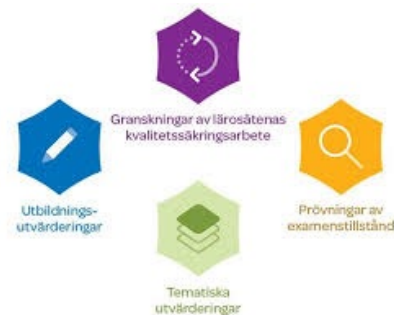 Granskningar av lärosätenas
kvalitetssäkringsarbete
Utbildnings-
utvärderingar
Prövningar av
examenstillstånd
Tematiska
utvärderingar